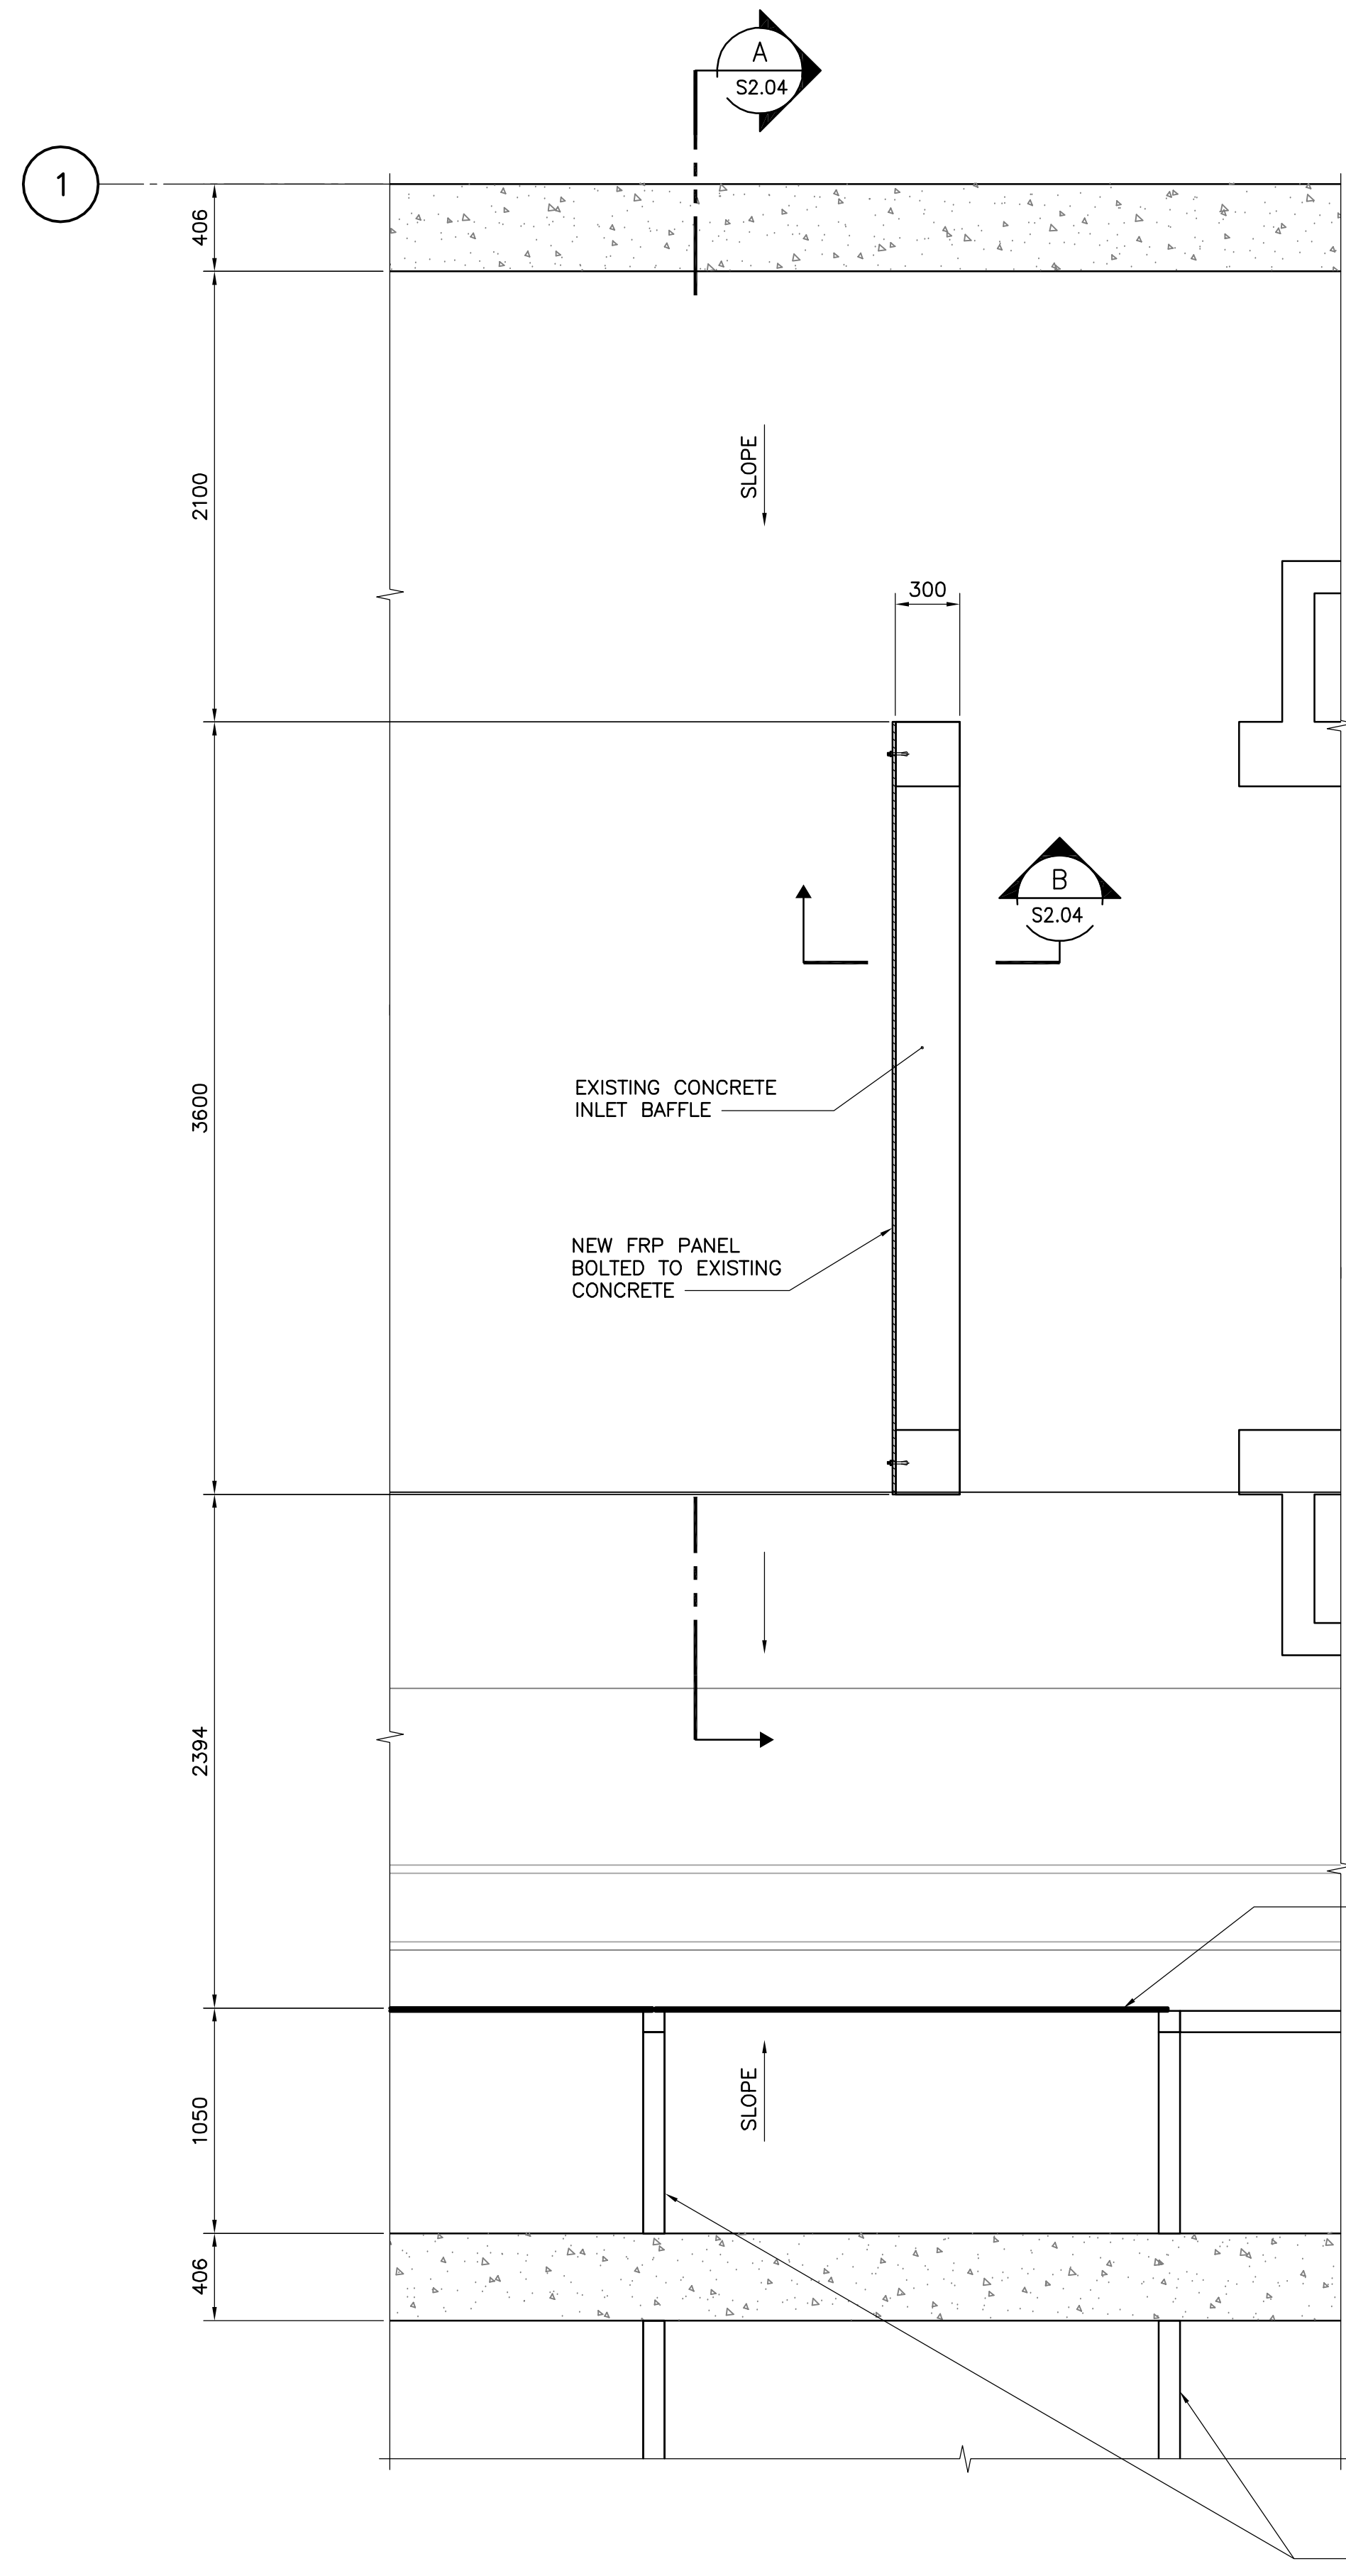 A
S2.04
1
406
2100
SLOPE
300
B
S2.04
3600
EXISTING CONCRETE
INLET BAFFLE
NEW FRP PANEL
BOLTED TO EXISTING
CONCRETE
2394
1050
SLOPE
406